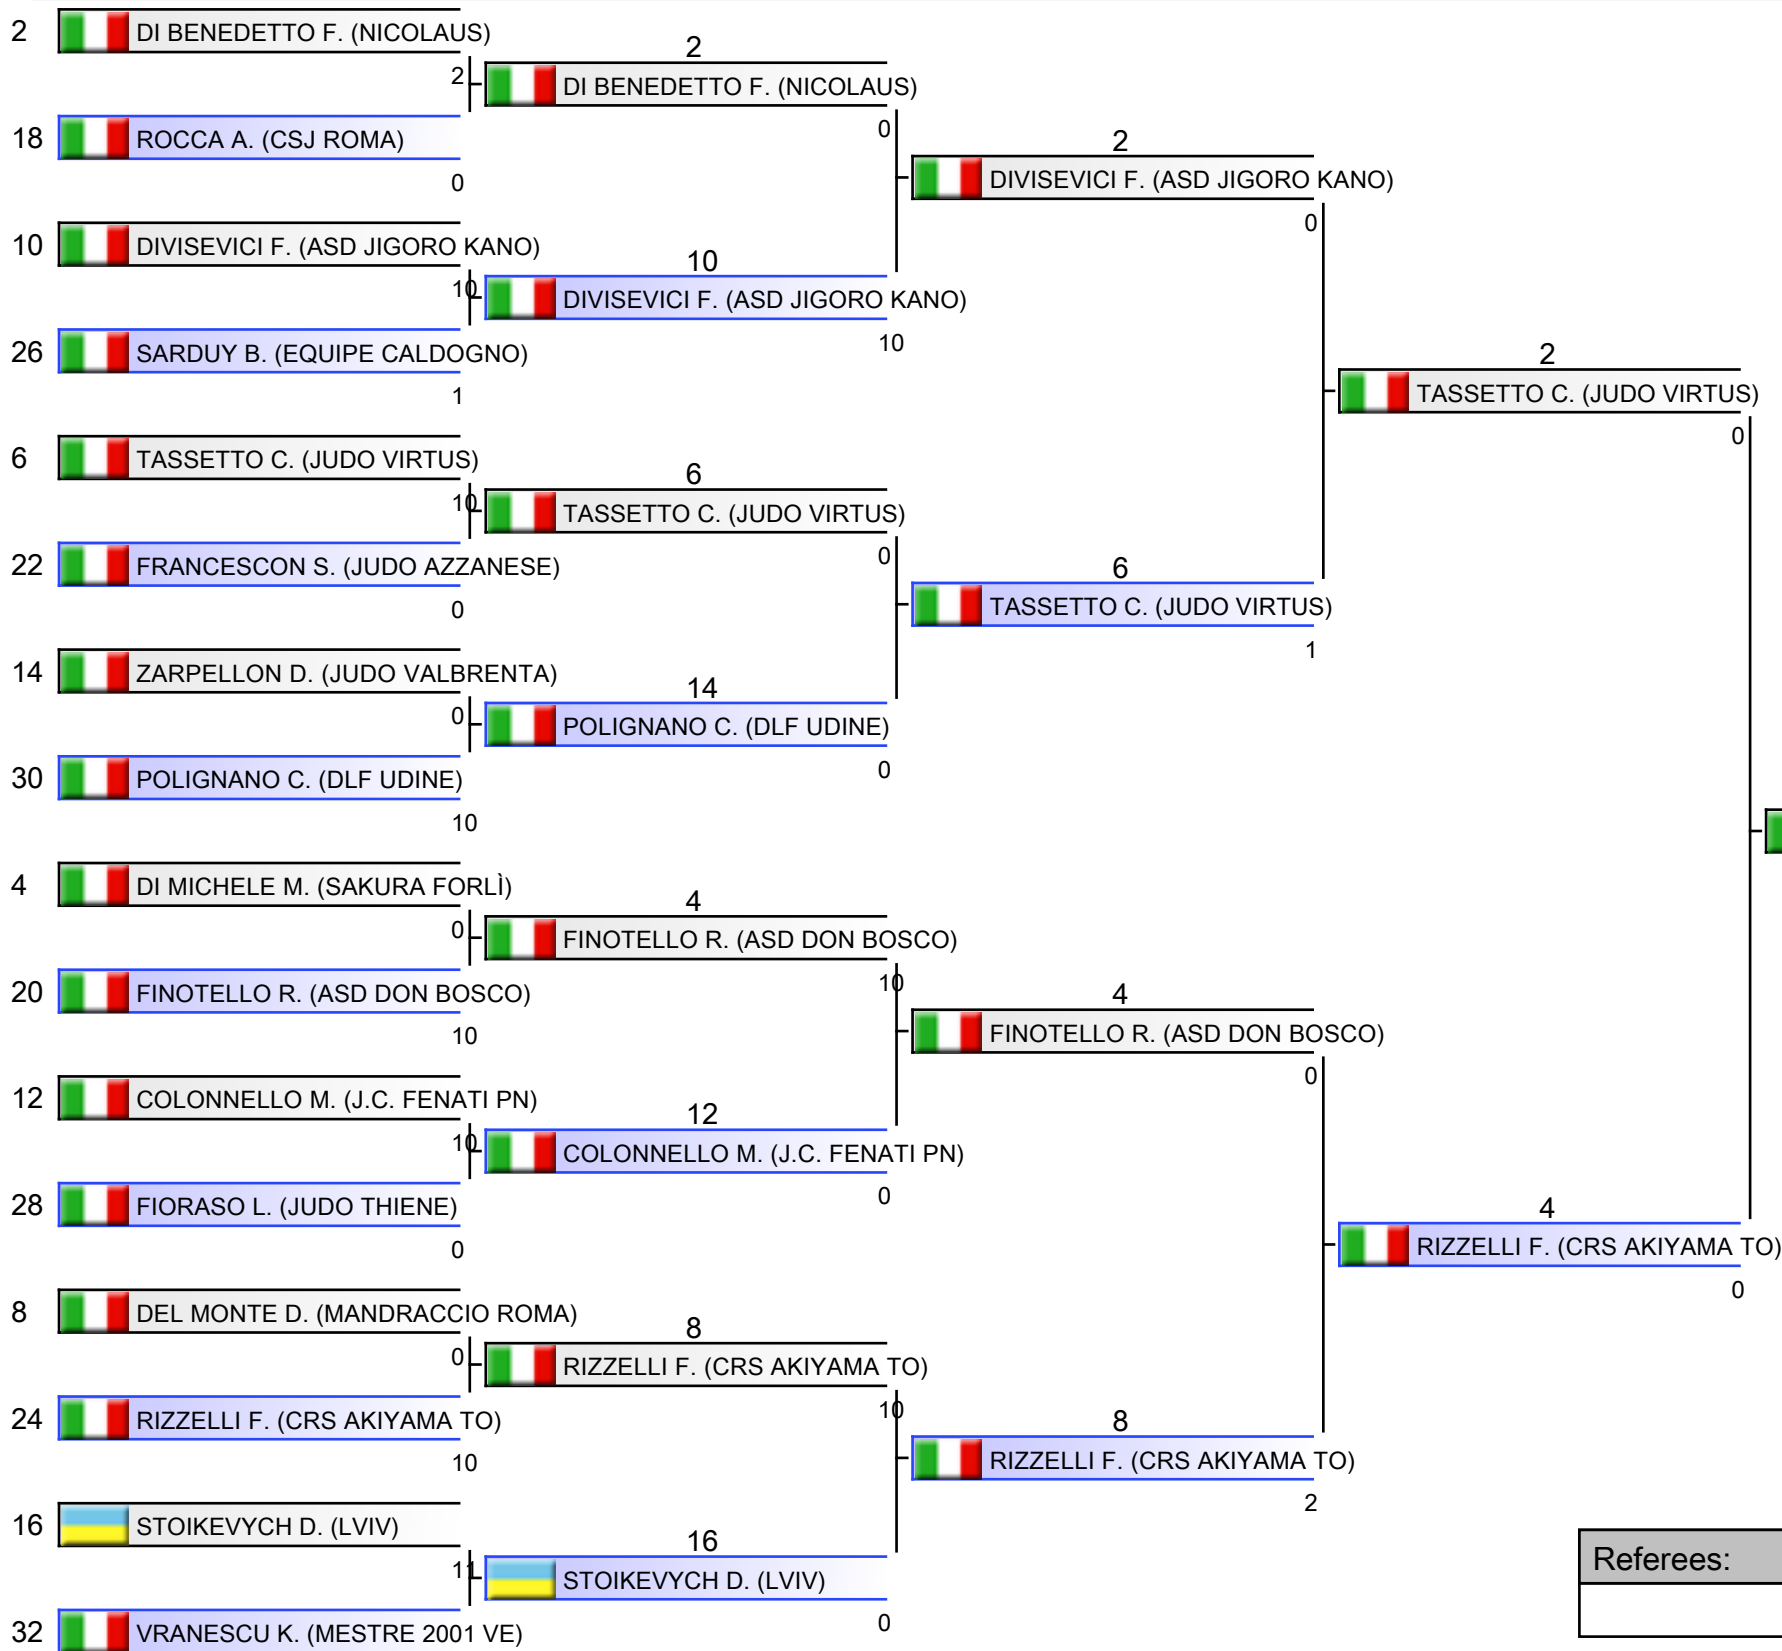 2 DI BENEDETTO F. (NICOLAUS)
2
2
DI BENEDETTO F. (NICOLAUS)
18 ROCCA A. (CSJ ROMA)
0
0
2
DIVISEVICI F. (ASD JIGORO KANO)
0
10 DIVISEVICI F. (ASD JIGORO KANO)
10
10
DIVISEVICI F. (ASD JIGORO KANO)
10
26 SARDUY B. (EQUIPE CALDOGNO)
1
2
TASSETTO C. (JUDO VIRTUS)
0
6 TASSETTO C. (JUDO VIRTUS)
10
6
TASSETTO C. (JUDO VIRTUS)
0
22 FRANCESCON S. (JUDO AZZANESE)
0
6
TASSETTO C. (JUDO VIRTUS)
1
14 ZARPELLON D. (JUDO VALBRENTA)
0
14
POLIGNANO C. (DLF UDINE)
0
30 POLIGNANO C. (DLF UDINE)
10
4 DI MICHELE M. (SAKURA FORLÌ)
0
4
FINOTELLO R. (ASD DON BOSCO)
10
20 FINOTELLO R. (ASD DON BOSCO)
10
4
FINOTELLO R. (ASD DON BOSCO)
0
12 COLONNELLO M. (J.C. FENATI PN)
10
12
COLONNELLO M. (J.C. FENATI PN)
0
28 FIORASO L. (JUDO THIENE)
0
4
RIZZELLI F. (CRS AKIYAMA TO)
0
8 DEL MONTE D. (MANDRACCIO ROMA)
0
8
RIZZELLI F. (CRS AKIYAMA TO)
10
24 RIZZELLI F. (CRS AKIYAMA TO)
10
8
RIZZELLI F. (CRS AKIYAMA TO)
2
16 STOIKEVYCH D. (LVIV)
11
16
STOIKEVYCH D. (LVIV)
0
32 VRANESCU K. (MESTRE 2001 VE)
Referees: